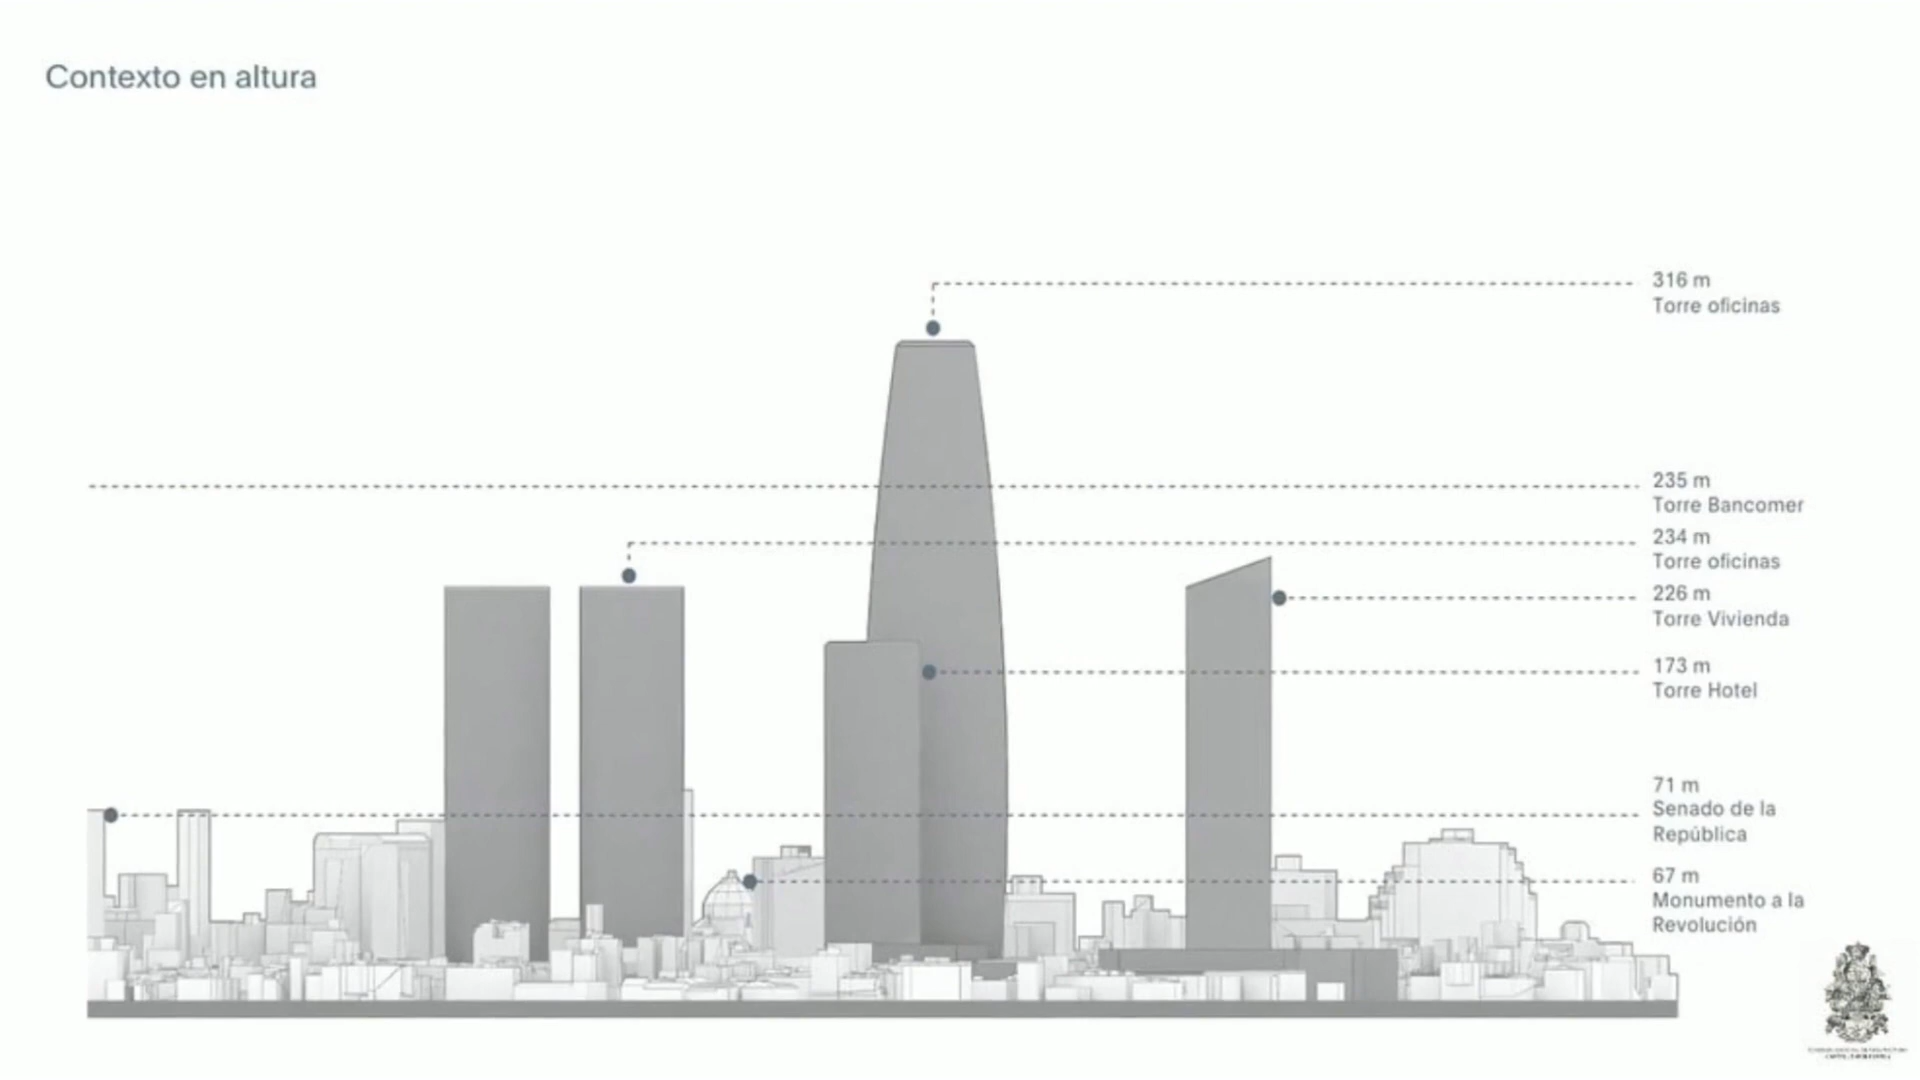 Contexto en altura
316 m
Torre oficinas
235 m
Torre Bancomer
234 m
Torre oficinas
226 m
Torre Vivienda
173 m
Torre Hotel
71 m
Senado de la
República
67 m
Monumento a la
Revolución